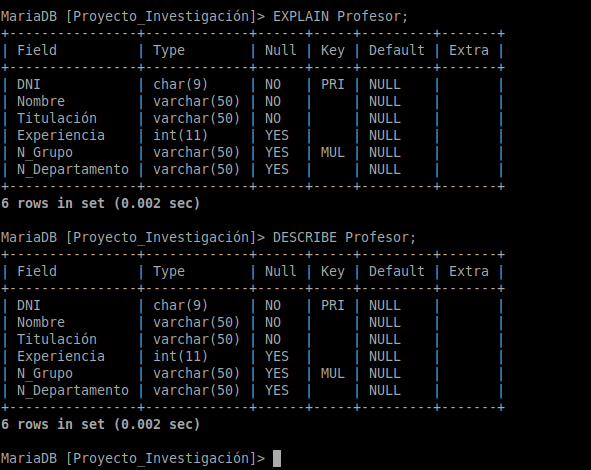 MariaDB [Proyecto_Investigación]> EXPLAIN Profesor;
+----------------+-------------+------+-----+---------+-------+
| Field          | Type        | Null | Key | Default | Extra |
+----------------+-------------+------+-----+---------+-------+
| DNI            | char(9)     | NO   | PRI | NULL    |       |
| Nombre         | varchar(50) | NO   |     | NULL    |       |
| Titulación     | varchar(50) | NO   |     | NULL    |       |
| Experiencia    | int(11)     | YES  |     | NULL    |       |
| N_Grupo        | varchar(50) | YES  | MUL | NULL    |       |
| N_Departamento | varchar(50) | YES  |     | NULL    |       |
+----------------+-------------+------+-----+---------+-------+
6 rows in set (0.002 sec)

MariaDB [Proyecto_Investigación]> DESCRIBE Profesor;
+----------------+-------------+------+-----+---------+-------+
| Field          | Type        | Null | Key | Default | Extra |
+----------------+-------------+------+-----+---------+-------+
| DNI            | char(9)     | NO   | PRI | NULL    |       |
| Nombre         | varchar(50) | NO   |     | NULL    |       |
| Titulación     | varchar(50) | NO   |     | NULL    |       |
| Experiencia    | int(11)     | YES  |     | NULL    |       |
| N_Grupo        | varchar(50) | YES  | MUL | NULL    |       |
| N_Departamento | varchar(50) | YES  |     | NULL    |       |
+----------------+-------------+------+-----+---------+-------+
6 rows in set (0.002 sec)

MariaDB [Proyecto_Investigación]>